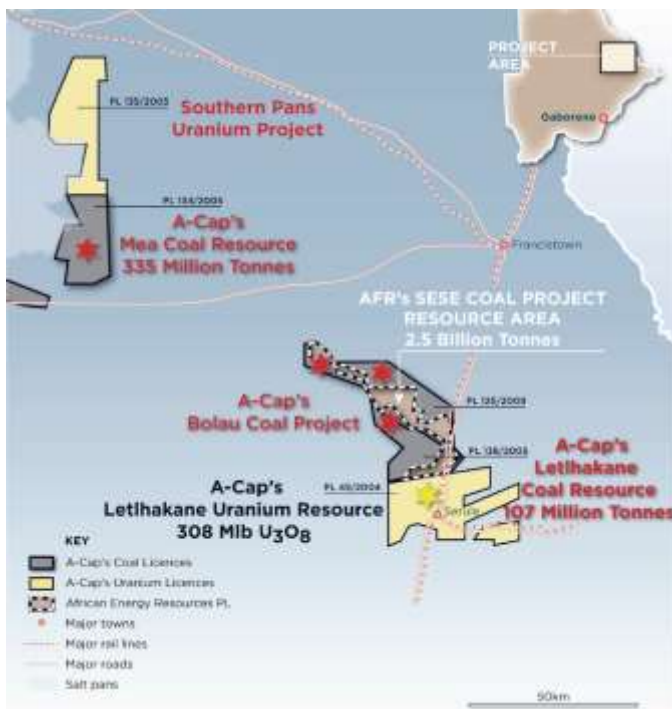 PROJECT
AREA
Gaborone
PL 135/2005
Southern Pans
Uranium Project
PL 134/2005
A-Cap's
Mea Coal Resource
335 Million Tonnes
Francistown
AFR's SESE COAL PROJECT
RESOURCE AREA
2.5 Billion Tonnes
A-Cap's
Bolau Coal Project
PL 125/2009
PL 138/2005
A-Cap's
Letlhakane
Coal Resource
107 Million Tonnes
PL 45/2004
A-Cap's
Letlhakane Uranium Resource
308 Mlb U3O8
Serule
KEY
A-Cap's Coal Licences
A-Cap's Uranium Licences
African Energy Resources PL
Major towns
Major rail lines
Major roads
Salt pans
50km